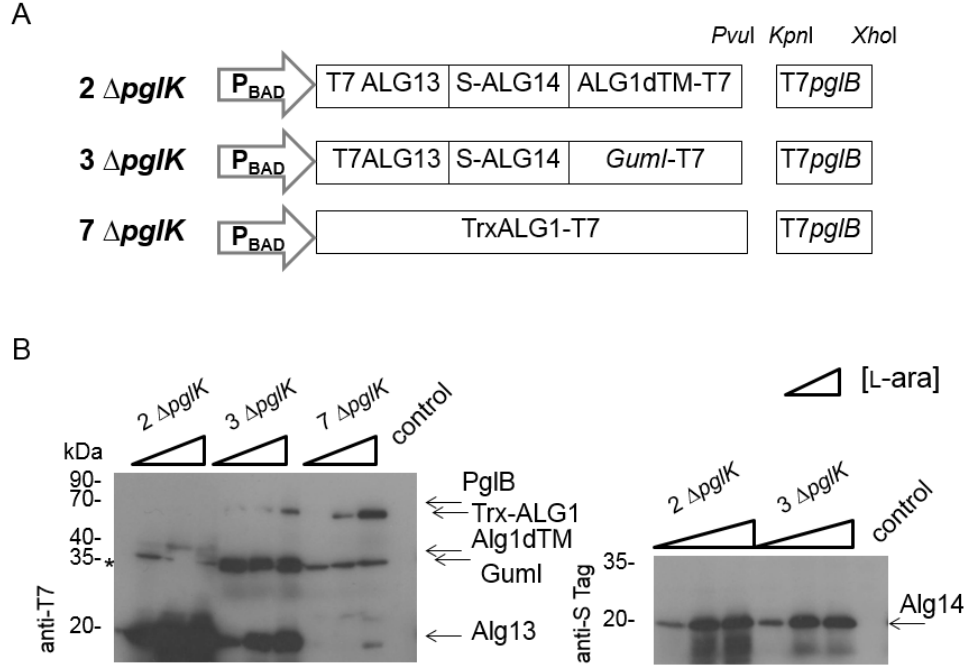 A
PvuI KpnI XhoI
2 ΔpglK PBAD T7 ALG13 S-ALG14 ALG1dTM-T7 T7pglB
3 ΔpglK PBAD T7ALG13 S-ALG14 GumI-T7 T7pglB
7 ΔpglK PBAD TrxALG1-T7 T7pglB
B
[L-ara]
2 ΔpglK 3 ΔpglK 7 ΔpglK control
kDa
90-
70-
40-
35-
*
20-
anti-T7
PglB
Trx-ALG1
Alg1dTM
GumI
Alg13
2 ΔpglK 3 ΔpglK control
35-
20-
anti-S Tag
Alg14